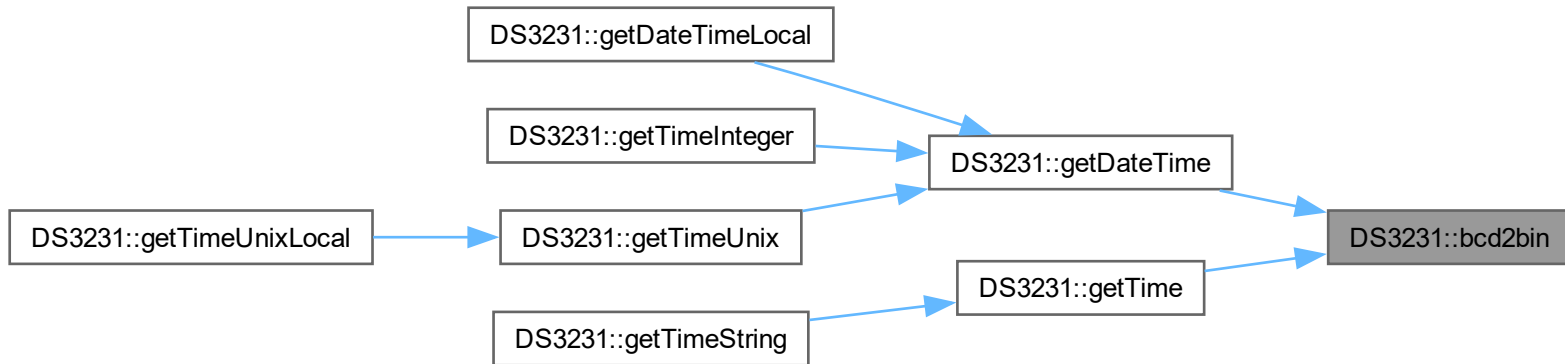 DS3231::getDateTimeLocal
DS3231::getTimeInteger
DS3231::getDateTime
DS3231::getTimeUnixLocal
DS3231::getTimeUnix
DS3231::bcd2bin
DS3231::getTime
DS3231::getTimeString